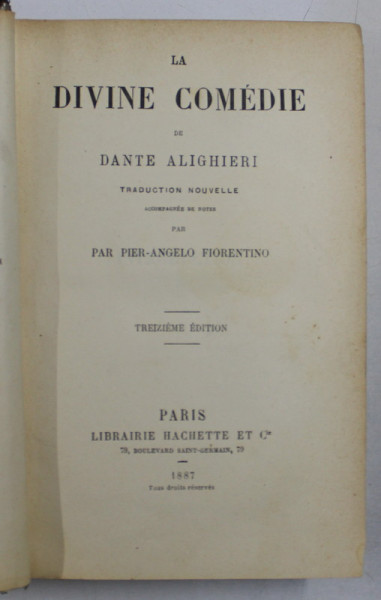 LA
DIVINE COMÉDIE
DE
DANTE ALIGHIERI
TRADUCTION NOUVELLE
ACCOMPAGNÉE DE NOTES
PAR
PAR PIER-ANGELO FIORENTINO
TREIZIÈME ÉDITION
PARIS
LIBRAIRIE HACHETTE ET Cie
79, BOULEVARD SAINT-GERMAIN, 79
1887
Tous droits réservés